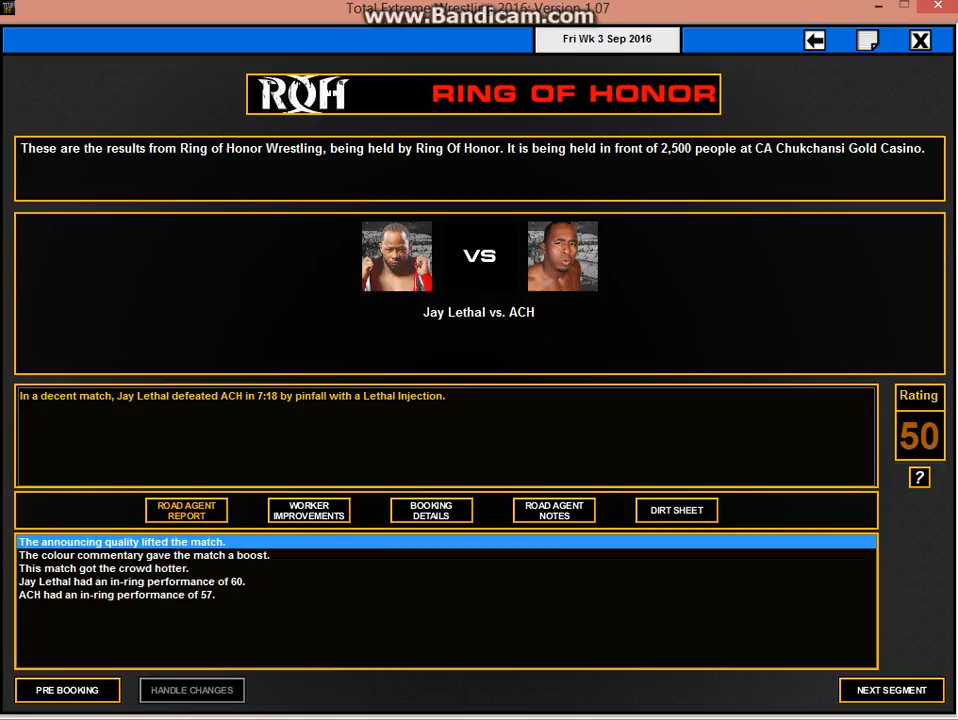 Total Extreme Wrestling 2016: Version 1.07
www.Bandicam.com
Fri Wk 3 Sep 2016
ROH RING OF HONOR
These are the results from Ring of Honor Wrestling, being held by Ring Of Honor. It is being held in front of 2,500 people at CA Chukchansi Gold Casino.
VS
Jay Lethal vs. ACH
In a decent match, Jay Lethal defeated ACH in 7:18 by pinfall with a Lethal Injection.
Rating
50
?
ROAD AGENT
REPORT
WORKER
IMPROVEMENTS
BOOKING
DETAILS
ROAD AGENT
NOTES
DIRT SHEET
The announcing quality lifted the match.
The colour commentary gave the match a boost.
This match got the crowd hotter.
Jay Lethal had an in-ring performance of 60.
ACH had an in-ring performance of 57.
PRE BOOKING
HANDLE CHANGES
NEXT SEGMENT